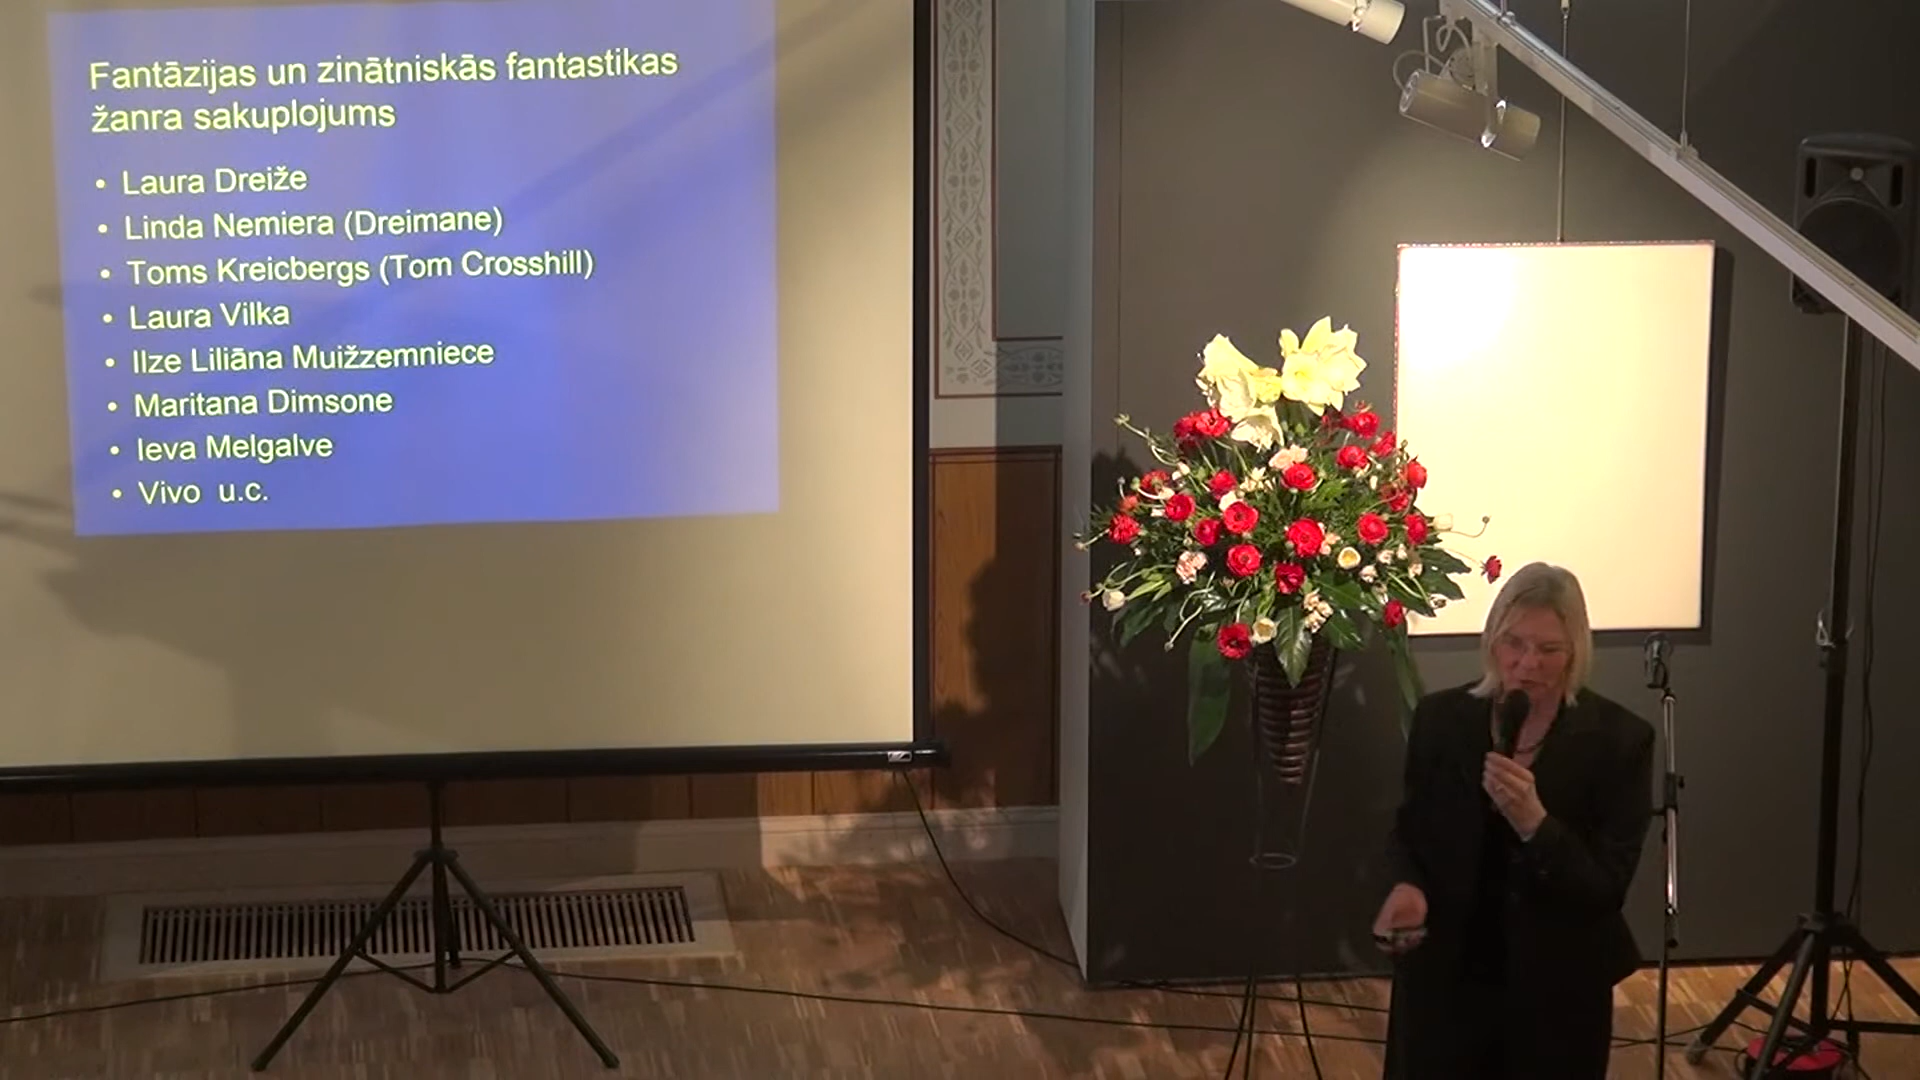 Fantāzijas un zinātniskās fantastikas
žanra sakuplojums
• Laura Dreiže
• Linda Nemiera (Dreimane)
• Toms Kreicbergs (Tom Crosshill)
• Laura Vilka
• Ilze Liliāna Muižzemniece
• Maritana Dimsone
• Ieva Melgalve
• Vivo u.c.